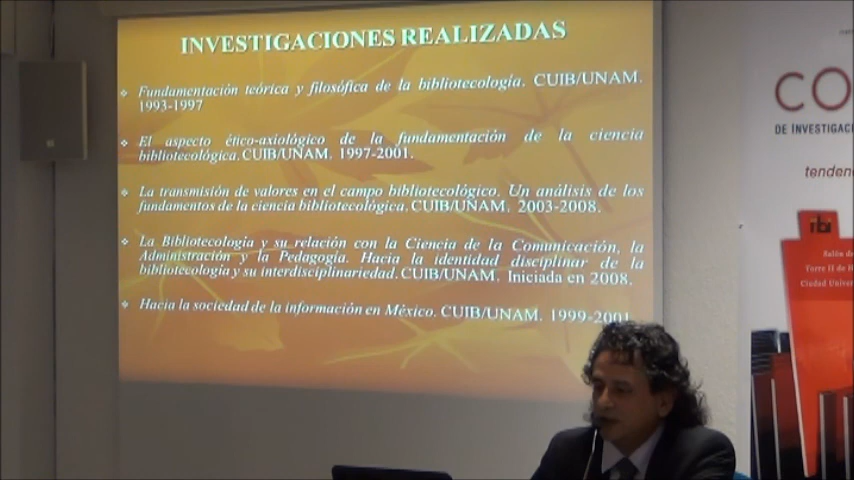 INVESTIGACIONES REALIZADAS
❖ Fundamentación teórica y filosófica de la bibliotecología. CUIB/UNAM.
1993-1997
❖ El aspecto ético-axiológico de la fundamentación de la ciencia
bibliotecológica. CUIB/UNAM. 1997-2001.
❖ La transmisión de valores en el campo bibliotecológico. Un análisis de los
fundamentos de la ciencia bibliotecológica. CUIB/UNAM. 2003-2008.
❖ La Bibliotecología y su relación con la Ciencia de la Comunicación, la
Administración y la Pedagogía. Hacia la identidad disciplinar de la
bibliotecología y su interdisciplinariedad. CUIB/UNAM. Iniciada en 2008.
❖ Hacia la sociedad de la información en México. CUIB/UNAM. 1999-2001
CO
DE INVESTIGAC
tendenc
Salón de
Torre II de H
Ciudad Univer